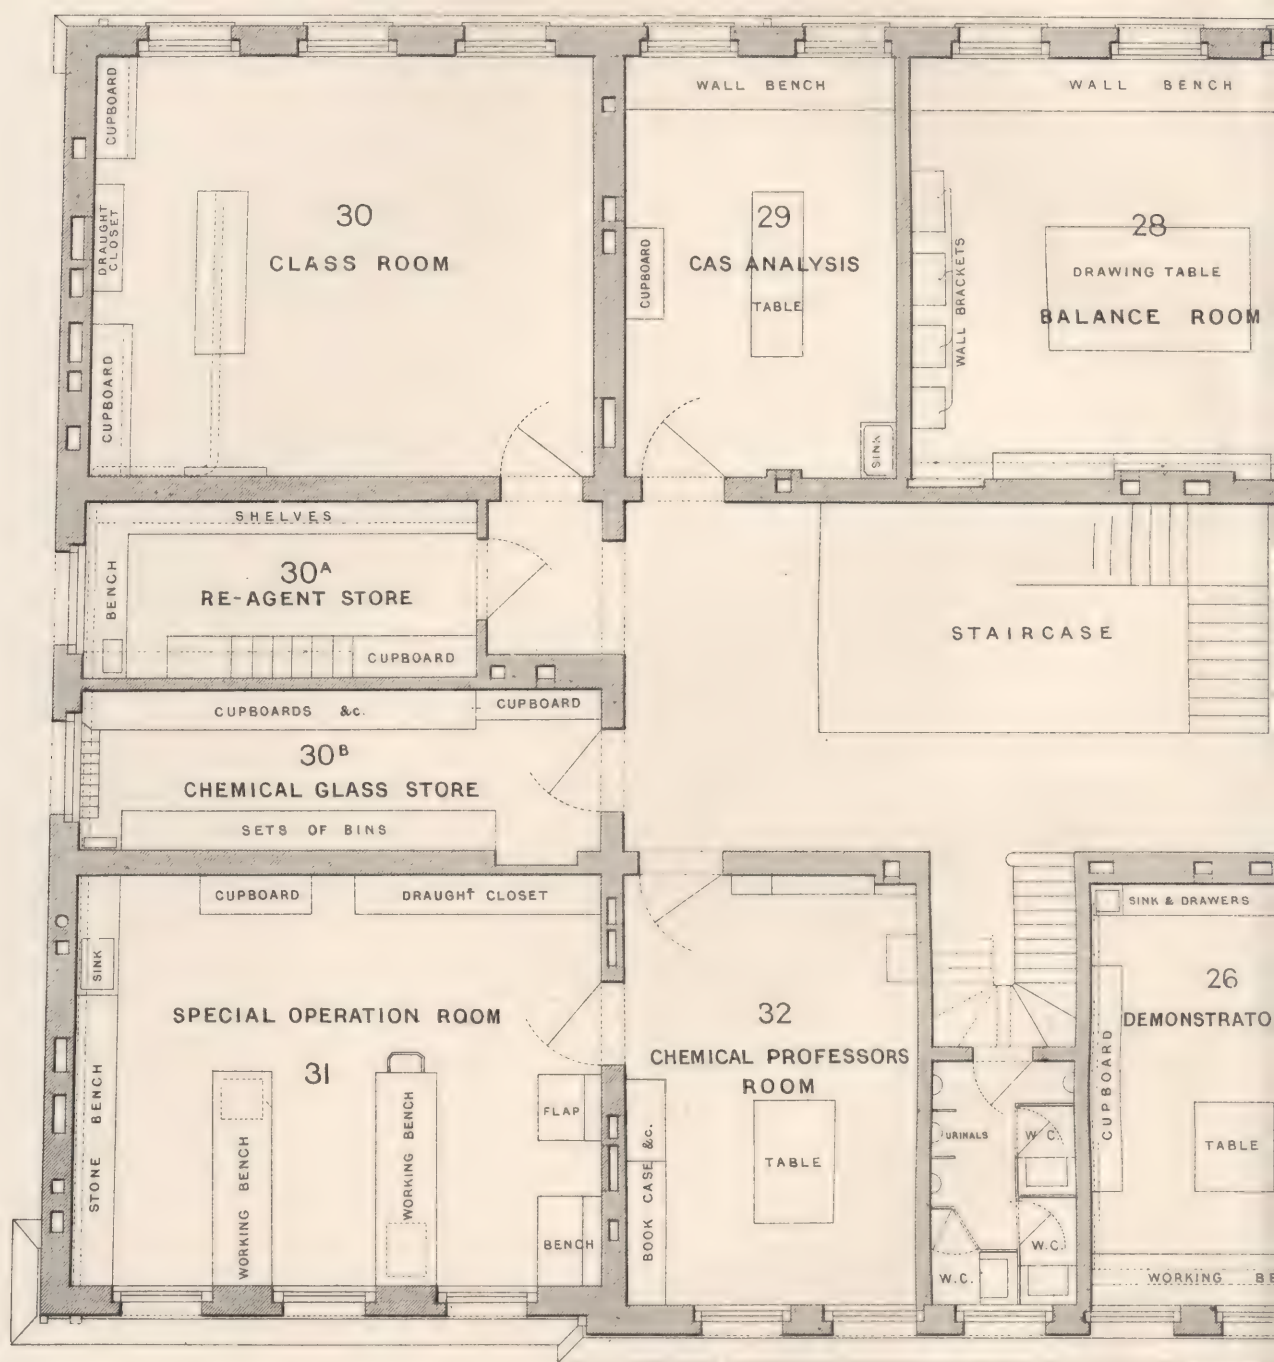 CUPBOARD
DRAUGHT
CLOSET
CUPBOARD
30
CLASS ROOM
WALL BENCH
29
CAS ANALYSIS
TABLE
CUPBOARD
SINK
WALL BENCH
WALL BRACKETS
28
DRAWING TABLE
BALANCE ROOM
SHELVES
BENCH
30A
RE-AGENT STORE
CUPBOARD
STAIRCASE
CUPBOARDS &c.
CUPBOARD
30B
CHEMICAL GLASS STORE
SETS OF BINS
CUPBOARD
DRAUGHT CLOSET
SINK
STONE BENCH
SPECIAL OPERATION ROOM
31
WORKING BENCH
WORKING BENCH
FLAP
BENCH
32
CHEMICAL PROFESSORS
ROOM
TABLE
BOOK CASE &c.
URINALS
W.C.
W.C.
W.C.
SINK & DRAWERS
26
DEMONSTRATO
CUPBOARD
TABLE
WORKING BE